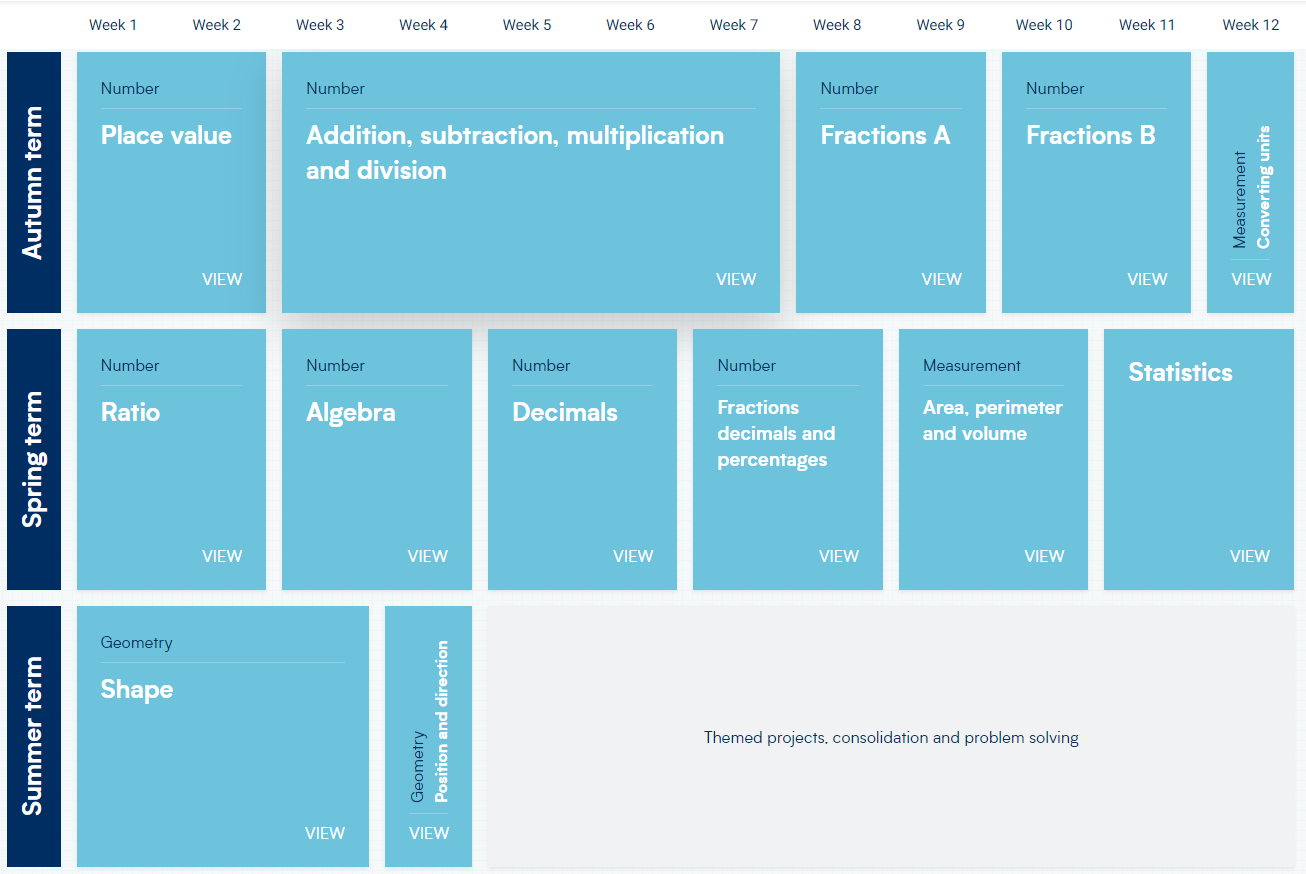 Week 1 Week 2 Week 3 Week 4 Week 5 Week 6 Week 7 Week 8 Week 9 Week 10 Week 11 Week 12
Autumn term
Number
Place value
VIEW
Number
Addition, subtraction, multiplication
and division
VIEW
Number
Fractions A
VIEW
Number
Fractions B
VIEW
Measurement
Converting units
VIEW
Spring term
Number
Ratio
VIEW
Number
Algebra
VIEW
Number
Decimals
VIEW
Number
Fractions
decimals and
percentages
VIEW
Measurement
Area, perimeter
and volume
VIEW
Statistics
VIEW
Summer term
Geometry
Shape
VIEW
Geometry
Position and direction
VIEW
Themed projects, consolidation and problem solving